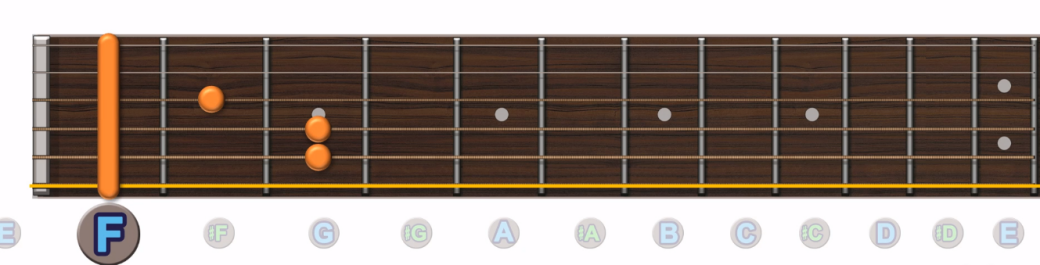 E F ♯F G ♯G A ♯A B C ♯C D ♯D E